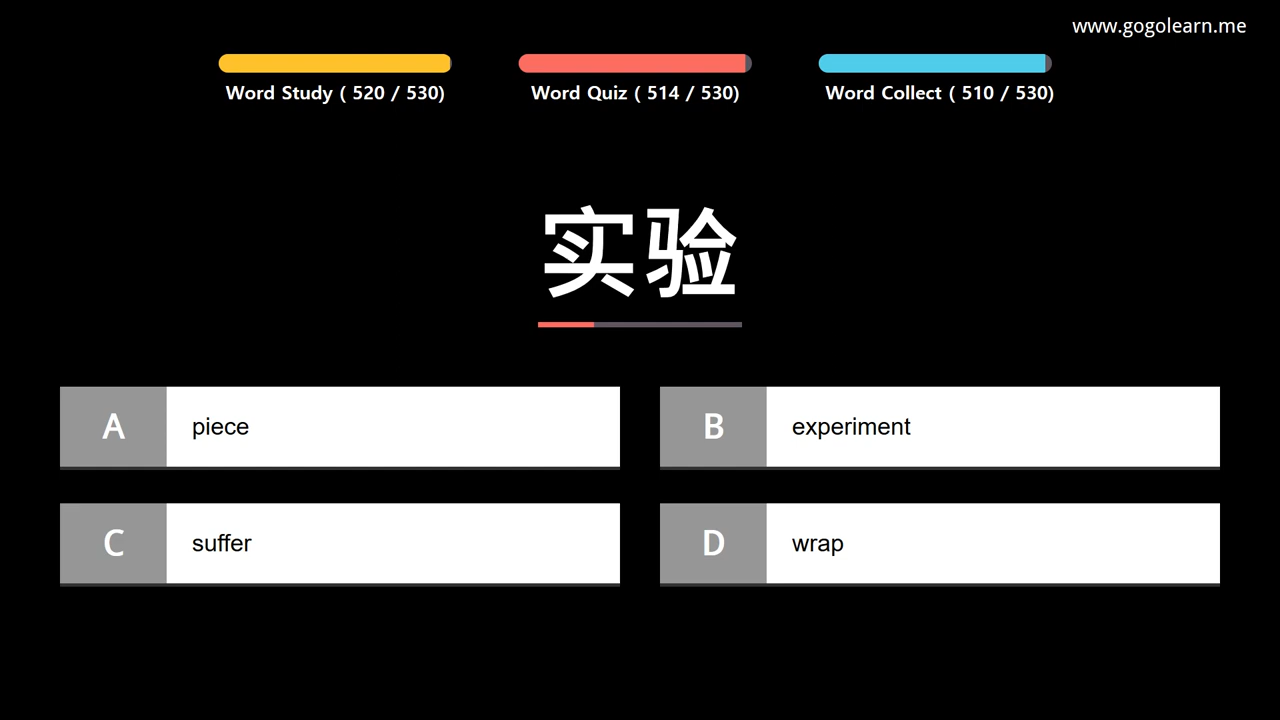 www.gogolearn.me
Word Study ( 520 / 530)
Word Quiz ( 514 / 530)
Word Collect ( 510 / 530)
实验
A piece
B experiment
C suffer
D wrap